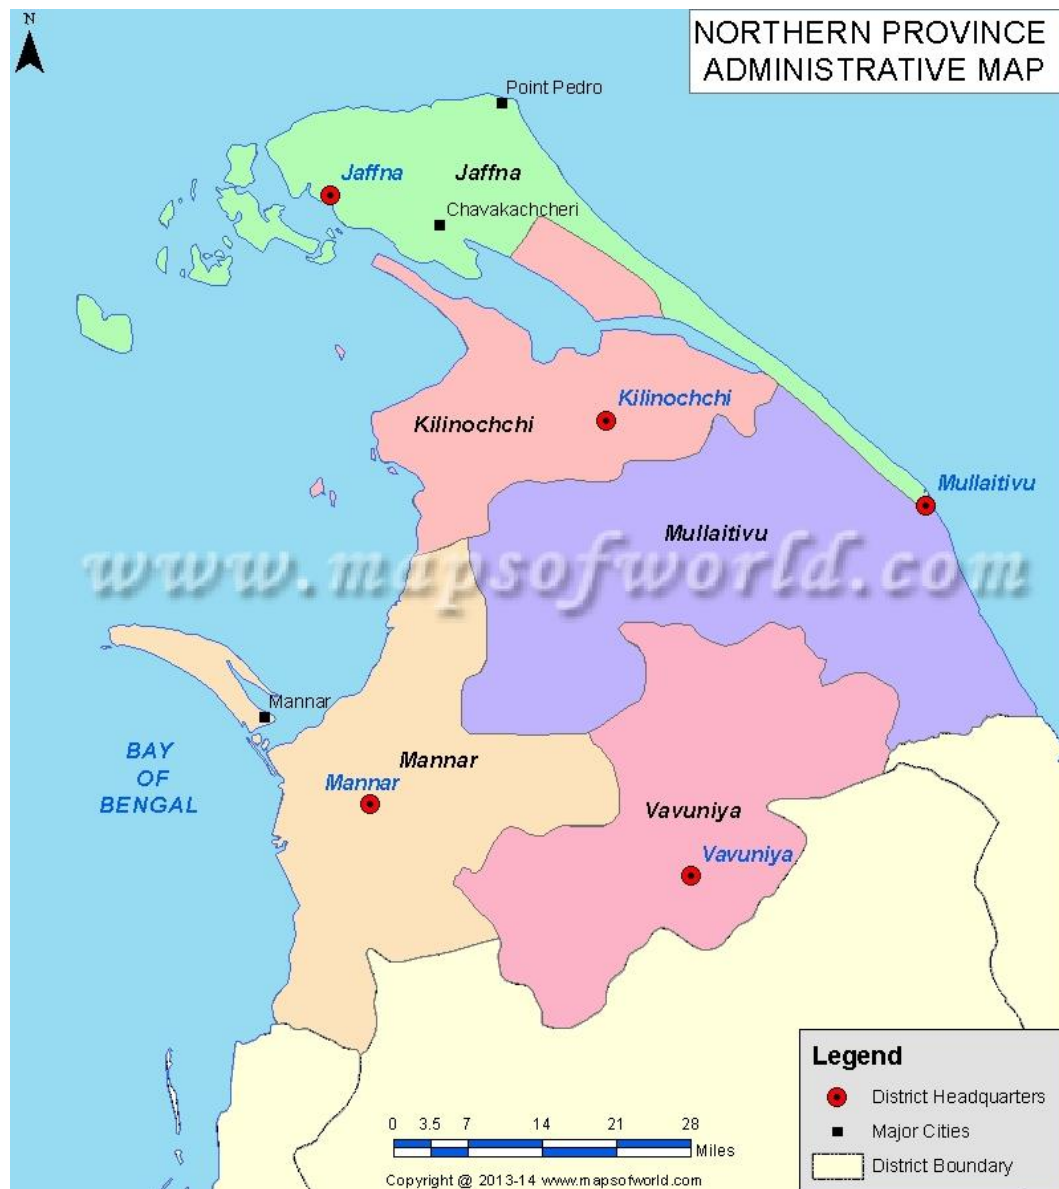 N
NORTHERN PROVINCE
ADMINISTRATIVE MAP
Point Pedro
Jaffna
Jaffna
Chavakachcheri
Kilinochchi
Kilinochchi
Mullaitivu
Mullaitivu
www.mapsofworld.com
Mannar
BAY
OF
BENGAL
Mannar
Mannar
Vavuniya
Vavuniya
Legend
District Headquarters
Major Cities
District Boundary
0 3.5 7 14 21 28
Miles
Copyright @ 2013-14 www.mapsofworld.com